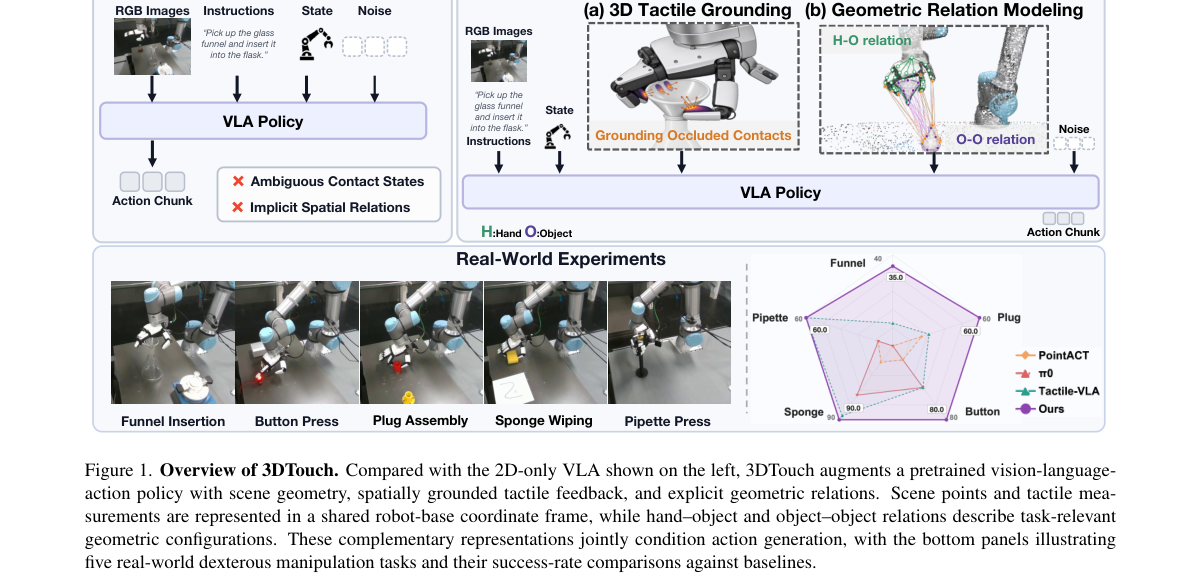 RGB Images
Instructions
State
Noise
"Pick up the glass
funnel and insert it
into the flask."
VLA Policy
Action Chunk
Ambiguous Contact States
Implicit Spatial Relations
(a) 3D Tactile Grounding
(b) Geometric Relation Modeling
RGB Images
"Pick up the
glass funnel
and insert it
into the flask."
Instructions
State
Grounding Occluded Contacts
H-O relation
O-O relation
Noise
VLA Policy
H:Hand O:Object
Action Chunk
Real-World Experiments
Funnel Insertion
Button Press
Plug Assembly
Sponge Wiping
Pipette Press
Funnel
40
35.0
Pipette
60
60.0
Plug
60
60.0
Sponge
90
90.0
Button
80
80.0
PointACT
π0
Tactile-VLA
Ours
Figure 1. Overview of 3DTouch. Compared with the 2D-only VLA shown on the left, 3DTouch augments a pretrained vision-language-
action policy with scene geometry, spatially grounded tactile feedback, and explicit geometric relations. Scene points and tactile mea-
surements are represented in a shared robot-base coordinate frame, while hand–object and object–object relations describe task-relevant
geometric configurations. These complementary representations jointly condition action generation, with the bottom panels illustrating
five real-world dexterous manipulation tasks and their success-rate comparisons against baselines.